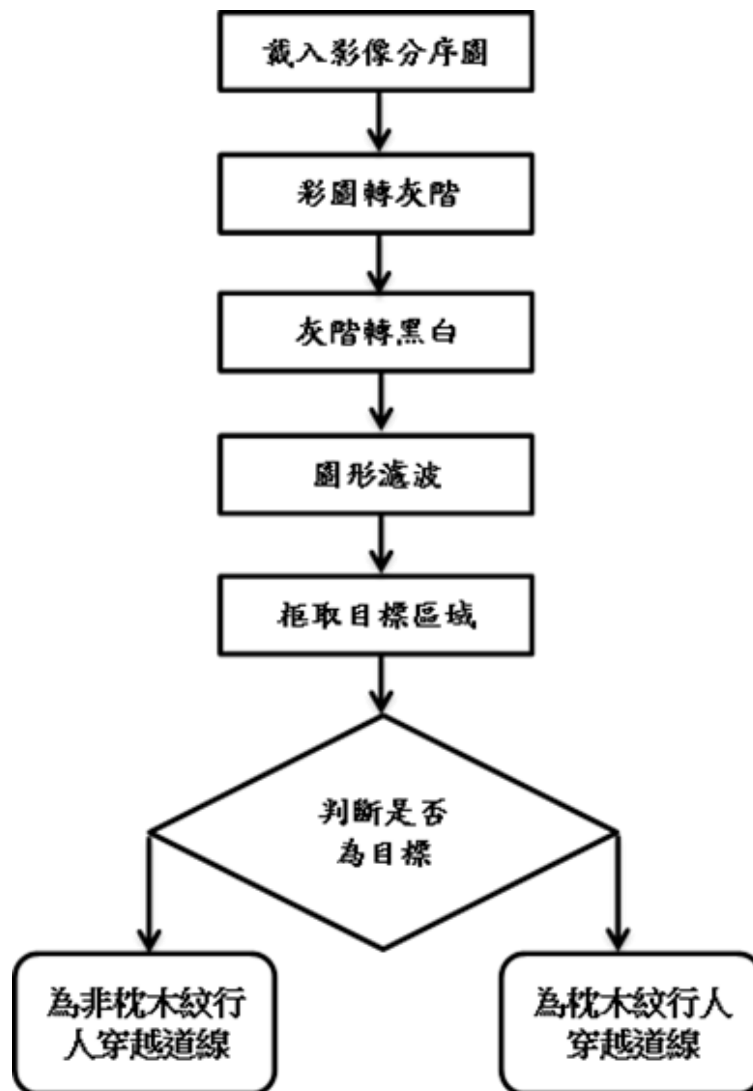 載入影像分序圖
彩圖轉灰階
灰階轉黑白
圖形濾波
拒取目標區域
判斷是否
為目標
為非枕木紋行
人穿越道線
為枕木紋行人
穿越道線